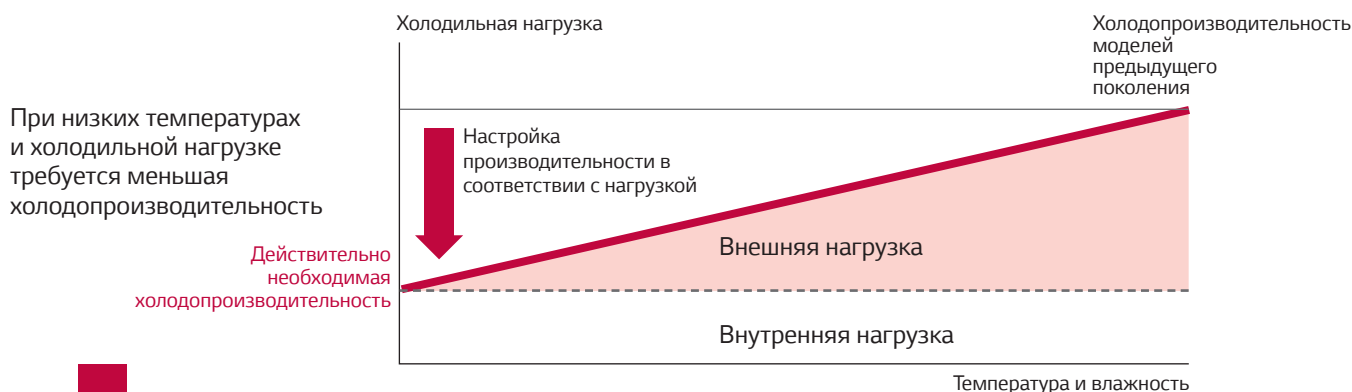 Холодильная нагрузка
Холодопроизводительность
моделей
предыдущего
поколения
При низких температурах
и холодильной нагрузке
требуется меньшая
холодопроизводительность
Настройка
производительности в
соответствии с нагрузкой
Действительно
необходимая
холодопроизводительность
Внешняя нагрузка
Внутренняя нагрузка
Температура и влажность